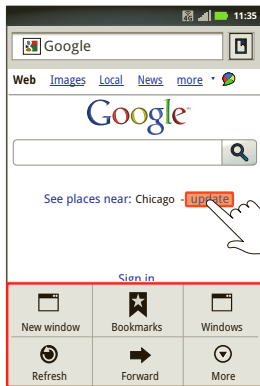 4G 11:35
Google
Web Images Local News more
Google
See places near: Chicago - update
Sign in
New window Bookmarks Windows
Refresh Forward More